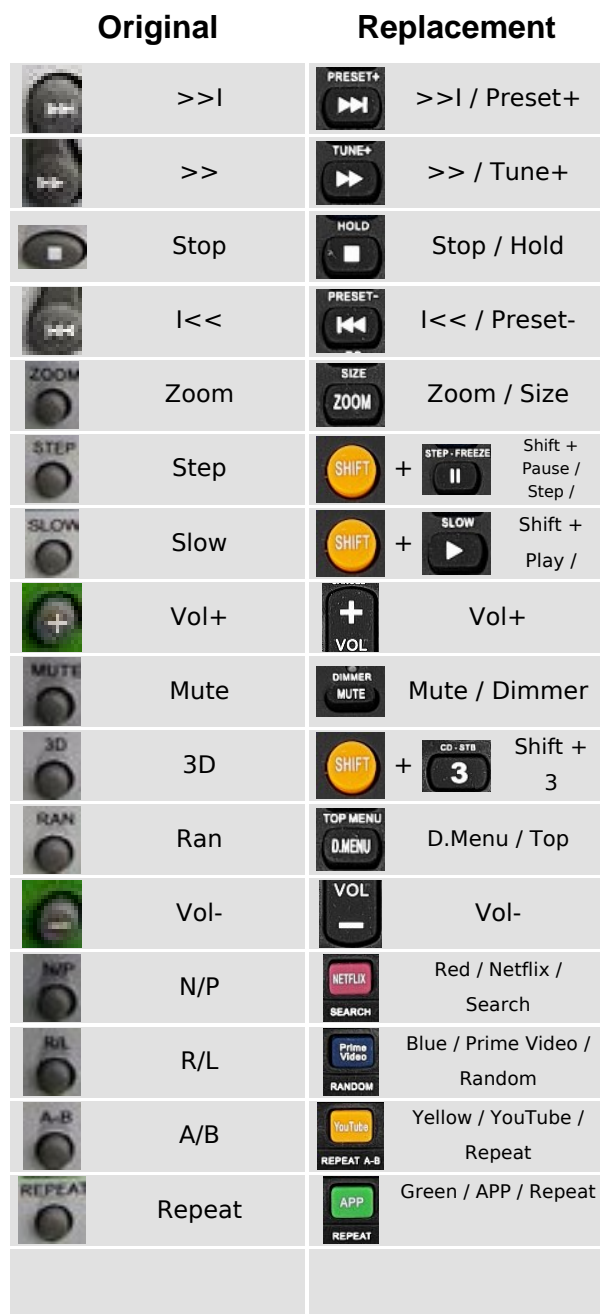 Original Replacement
>>I PRESET+ >>I / Preset+
>> TUNE+ >> / Tune+
Stop HOLD Stop / Hold
I<< PRESET- I<< / Preset-
ZOOM Zoom SIZE ZOOM Zoom / Size
STEP Step SHIFT + STEP-FREEZE Shift +
Pause /
Step /
SLOW Slow SHIFT + SLOW Shift +
Play /
+ Vol+ + VOL Vol+
MUTE Mute DIMMER MUTE Mute / Dimmer
3D 3D SHIFT + CD-STB 3 Shift +
3
RAN Ran TOP MENU D.MENU D.Menu / Top
Vol- VOL Vol-
N/P N/P NETFLIX SEARCH Red / Netflix /
Search
R/L R/L Prime Video RANDOM Blue / Prime Video /
Random
A-B A/B YouTube REPEAT A-B Yellow / YouTube /
Repeat
REPEAT Repeat APP REPEAT Green / APP / Repeat